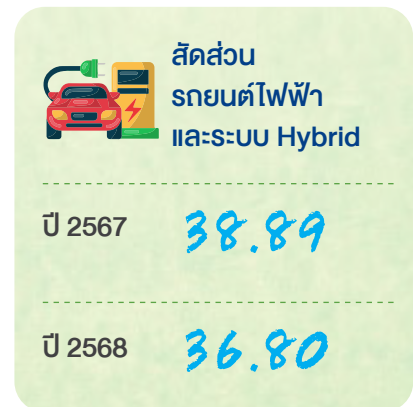 สัดส่วน
รถยนต์ไฟฟ้า
และระบบ Hybrid
ปี 2567 38.89
ปี 2568 36.80